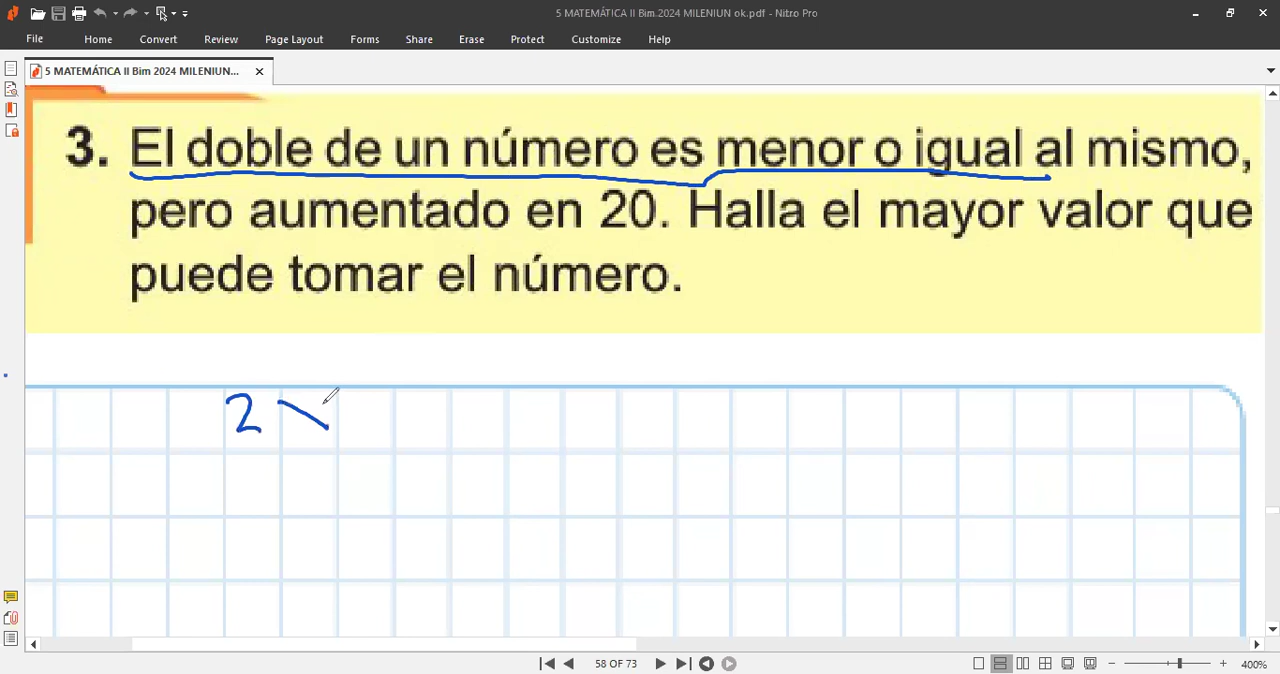 5 MATEMÁTICA II Bim.2024 MILENIUN ok.pdf - Nitro Pro
File Home Convert Review Page Layout Forms Share Erase Protect Customize Help
5 MATEMÁTICA II Bim 2024 MILENIUN...
3. El doble de un número es menor o igual al mismo,
pero aumentado en 20. Halla el mayor valor que
puede tomar el número.
2
58 OF 73
400%